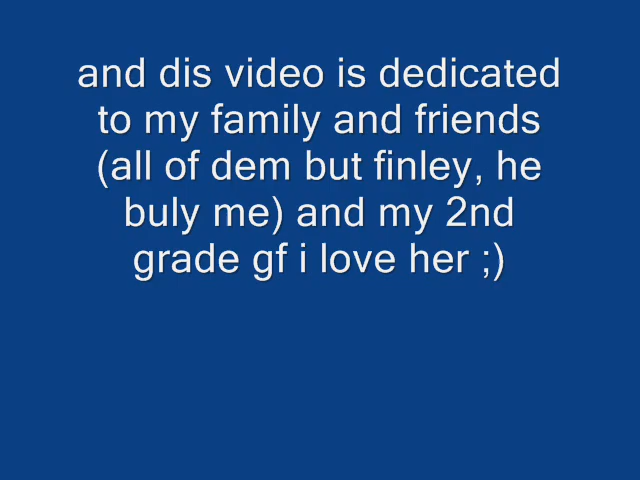 and dis video is dedicated
to my family and friends
(all of dem but finley, he
buly me) and my 2nd
grade gf i love her ;)